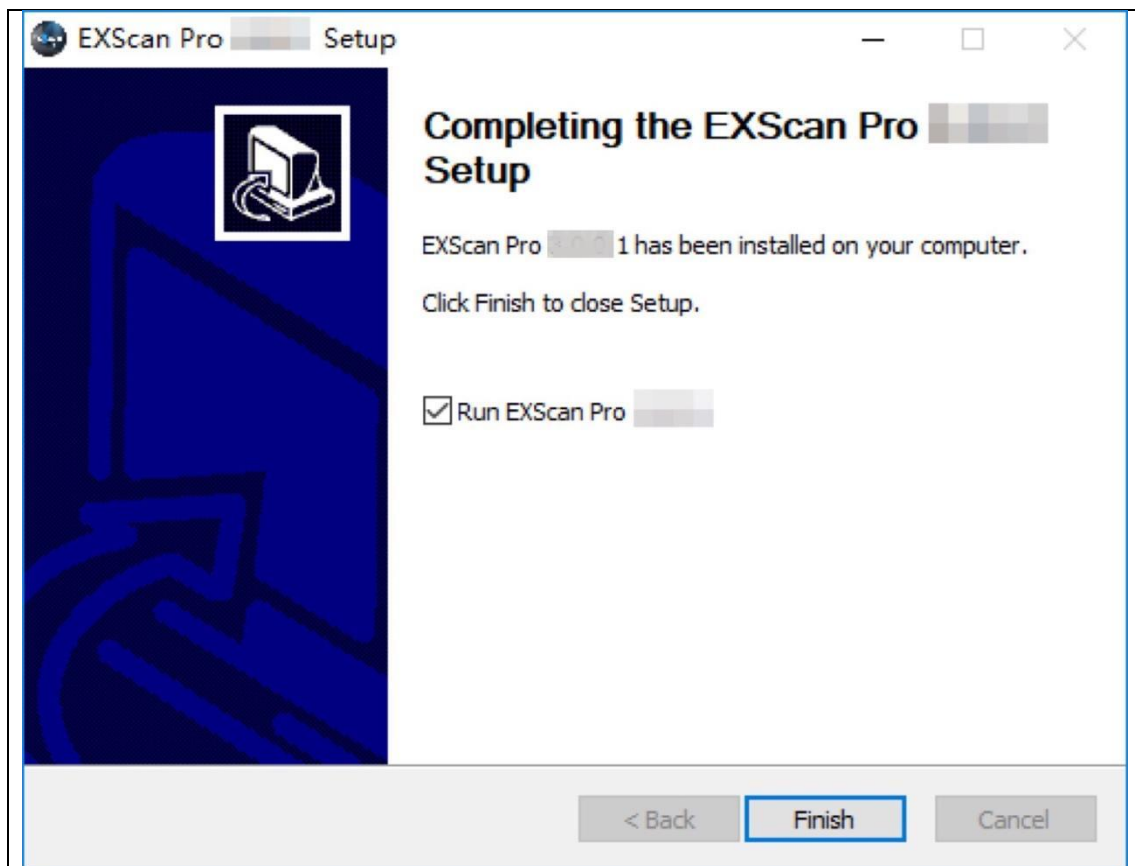 EXScan Pro Setup
Completing the EXScan Pro
Setup
EXScan Pro 1 has been installed on your computer.
Click Finish to close Setup.
Run EXScan Pro
< Back
Finish
Cancel